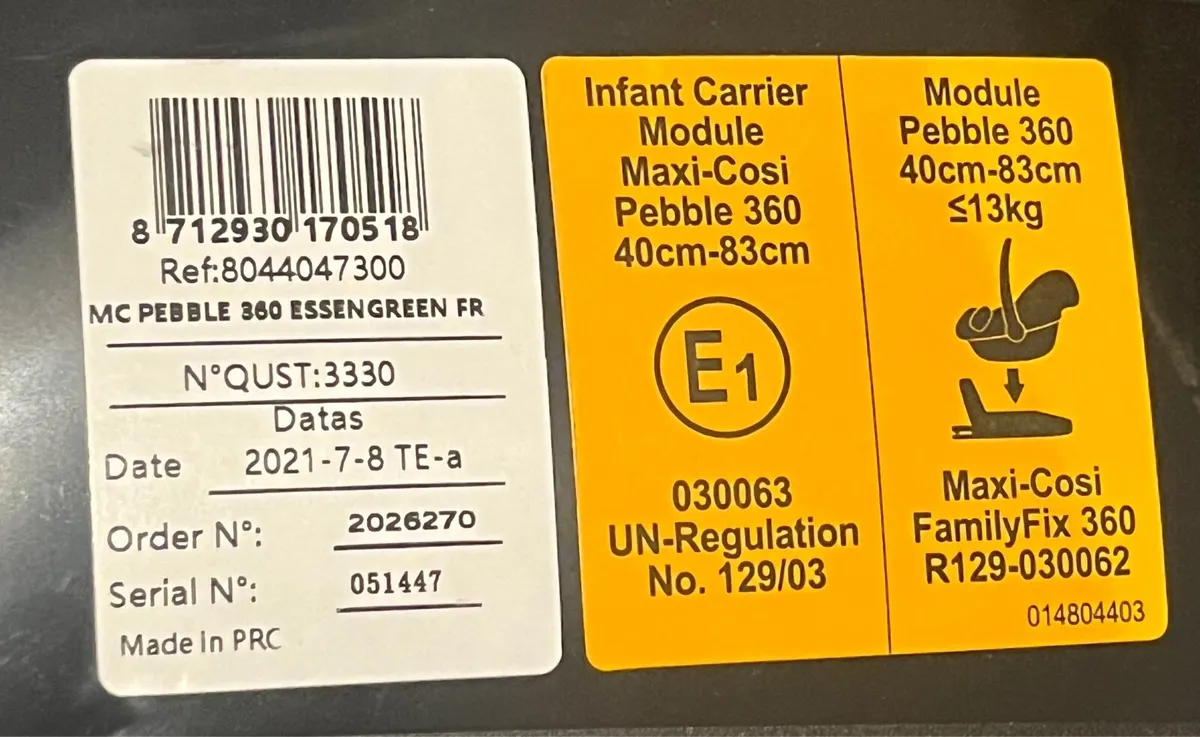 8 712930 170518
Ref:8044047300
MC PEBBLE 360 ESSENGREEN FR
N°QUST:3330
Datas
Date 2021-7-8 TE-a
Order N°: 2026270
Serial N°: 051447
Made in PRC
Infant Carrier
Module
Maxi-Cosi
Pebble 360
40cm-83cm
E1
030063
UN-Regulation
No. 129/03
Module
Pebble 360
40cm-83cm
≤13kg
Maxi-Cosi
FamilyFix 360
R129-030062
014804403